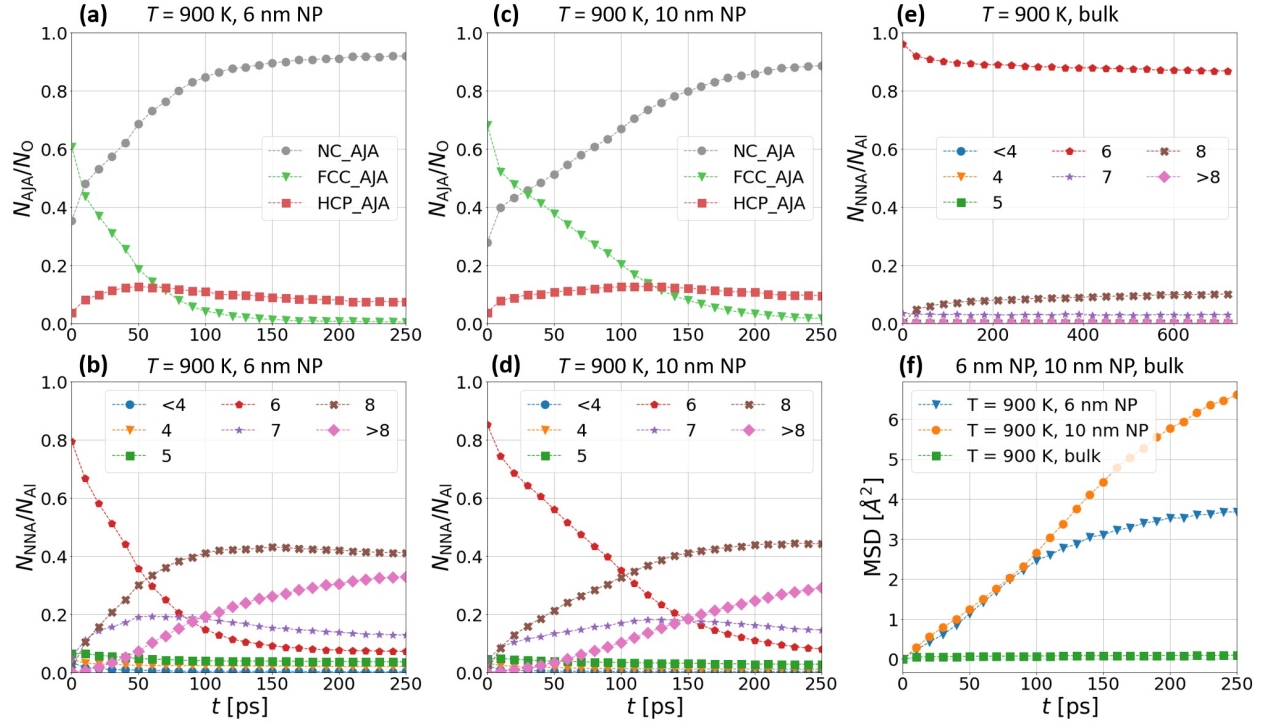 (a) T = 900 K, 6 nm NP
N_AJA/N_O
1.0
0.8
0.6
0.4
0.2
0.0
NC_AJA
FCC_AJA
HCP_AJA
0 50 100 150 200 250
(c) T = 900 K, 10 nm NP
N_AJA/N_O
1.0
0.8
0.6
0.4
0.2
0.0
NC_AJA
FCC_AJA
HCP_AJA
0 50 100 150 200 250
(e) T = 900 K, bulk
N_NNA/N_Al
1.0
0.8
0.6
0.4
0.2
0.0
<4 6 8
4 7 >8
5
0 200 400 600
(b) T = 900 K, 6 nm NP
N_NNA/N_Al
1.0
0.8
0.6
0.4
0.2
0.0
<4 6 8
4 7 >8
5
0 50 100 150 200 250
t [ps]
(d) T = 900 K, 10 nm NP
N_NNA/N_Al
1.0
0.8
0.6
0.4
0.2
0.0
<4 6 8
4 7 >8
5
0 50 100 150 200 250
t [ps]
(f) 6 nm NP, 10 nm NP, bulk
MSD [Å²]
6
5
4
3
2
1
0
T = 900 K, 6 nm NP
T = 900 K, 10 nm NP
T = 900 K, bulk
0 50 100 150 200 250
t [ps]